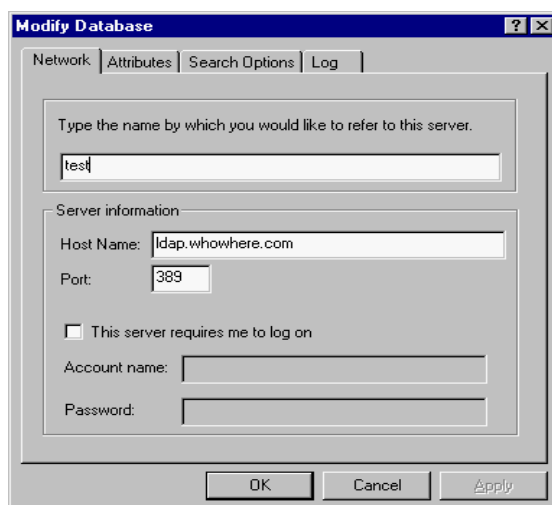 Modify Database
Network Attributes Search Options Log
Type the name by which you would like to refer to this server.
test
Server information
Host Name: ldap.whowhere.com
Port: 389
This server requires me to log on
Account name:
Password:
OK Cancel Apply